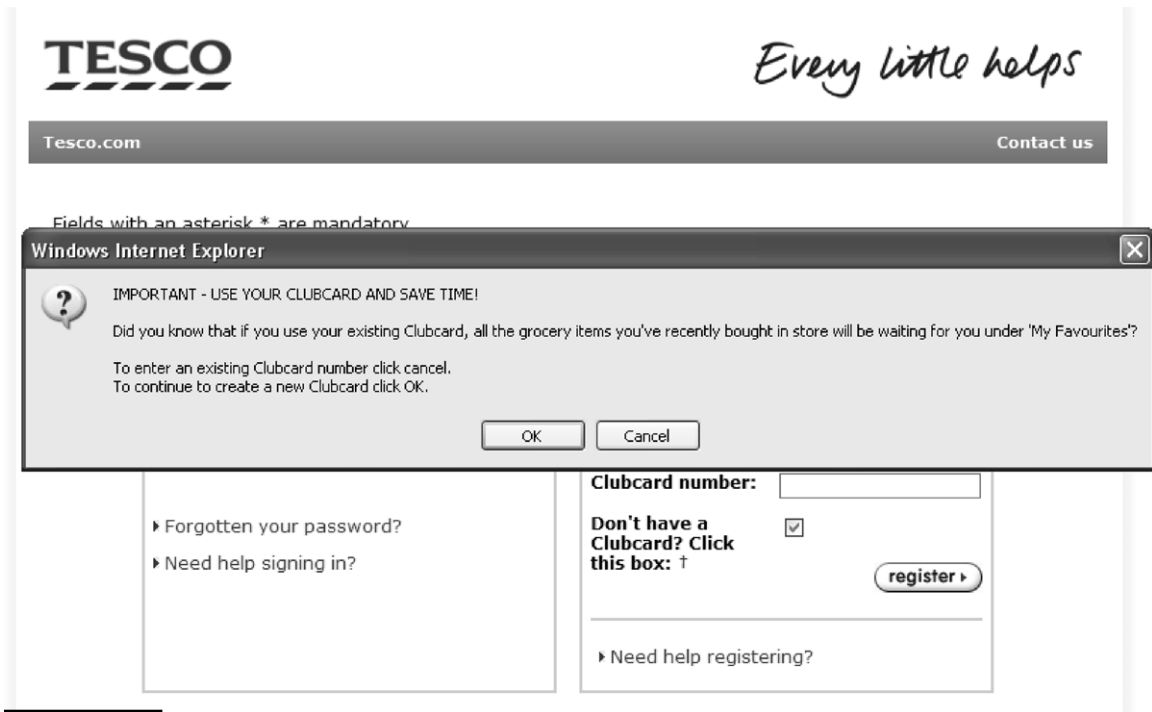 TESCO
Every little helps
Tesco.com
Contact us
Fields with an asterisk * are mandatory
Windows Internet Explorer
IMPORTANT - USE YOUR CLUBCARD AND SAVE TIME!
Did you know that if you use your existing Clubcard, all the grocery items you've recently bought in store will be waiting for you under 'My Favourites'?
To enter an existing Clubcard number click cancel.
To continue to create a new Clubcard click OK.
OK
Cancel
Forgotten your password?
Need help signing in?
Clubcard number:
Don't have a
Clubcard? Click
this box: †
register
Need help registering?